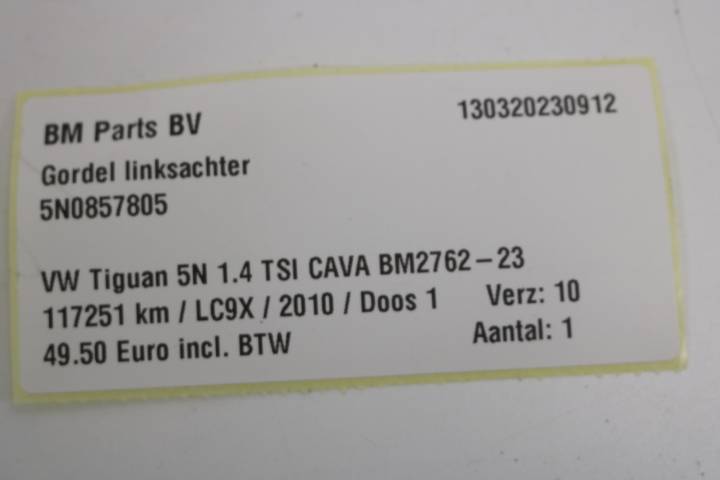 BM Parts BV 130320230912
Gordel linksachter
5N0857805
VW Tiguan 5N 1.4 TSI CAVA BM2762-23
117251 km / LC9X / 2010 / Doos 1 Verz: 10
49.50 Euro incl. BTW Aantal: 1